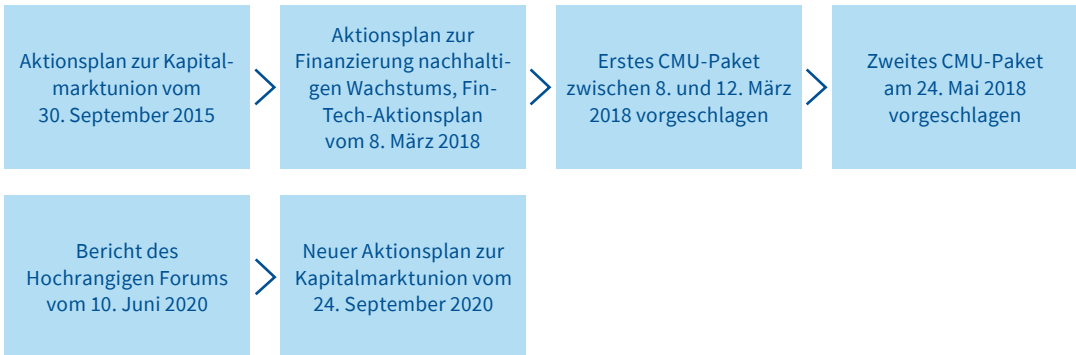 Aktionsplan zur Kapital-
marktunion vom
30. September 2015
Aktionsplan zur
Finanzierung nachhalti-
gen Wachstums, Fin-
Tech-Aktionsplan
vom 8. März 2018
Erstes CMU-Paket
zwischen 8. und 12. März
2018 vorgeschlagen
Zweites CMU-Paket
am 24. Mai 2018
vorgeschlagen
Bericht des
Hochrangigen Forums
vom 10. Juni 2020
Neuer Aktionsplan zur
Kapitalmarktunion vom
24. September 2020